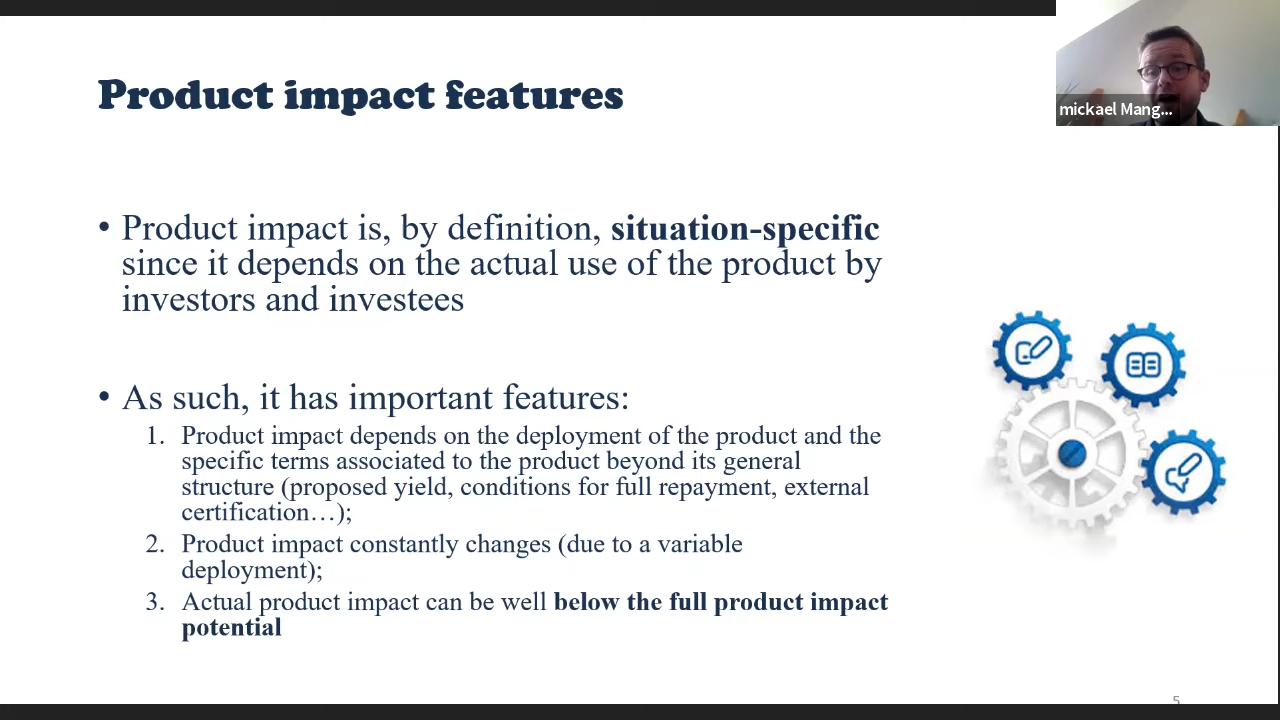 Product impact features
mickael Mang...
• Product impact is, by definition, situation-specific
since it depends on the actual use of the product by
investors and investees
• As such, it has important features:
1. Product impact depends on the deployment of the product and the
specific terms associated to the product beyond its general
structure (proposed yield, conditions for full repayment, external
certification…);
2. Product impact constantly changes (due to a variable
deployment);
3. Actual product impact can be well below the full product impact
potential
5